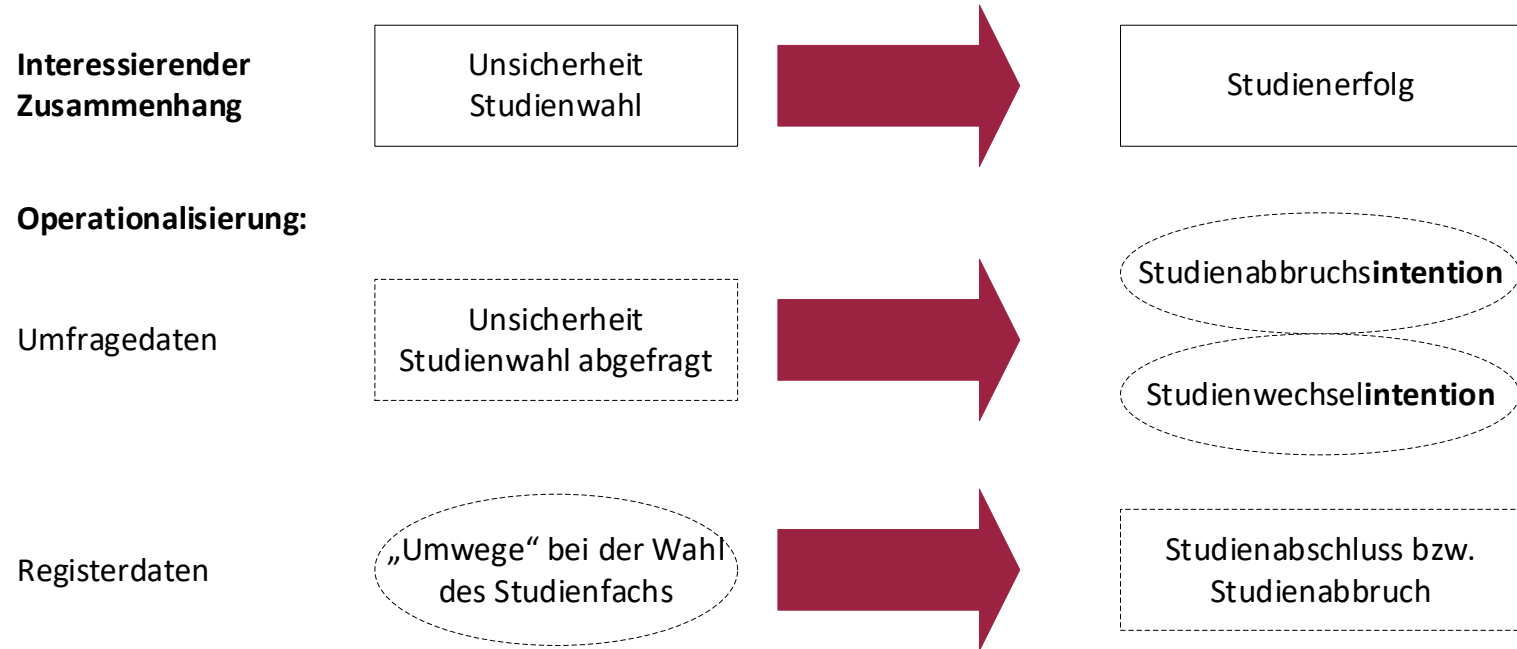 Interessierender
Zusammenhang
Unsicherheit
Studienwahl
Studienerfolg
Operationalisierung:
Umfragedaten
Unsicherheit
Studienwahl abgefragt
Studienabbruchsintention
Studienwechselintention
Registerdaten
„Umwege“ bei der Wahl
des Studienfachs
Studienabschluss bzw.
Studienabbruch